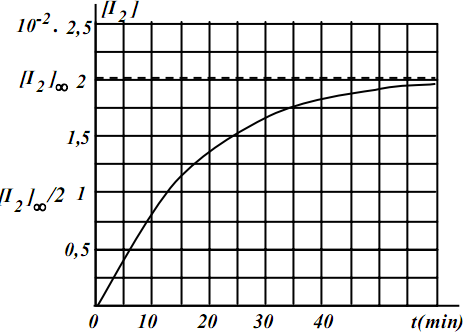 [I₂]
10⁻². 2,5
[I₂]∞ 2
1,5
[I₂]∞/2 1
0,5
0 10 20 30 40 t(min)